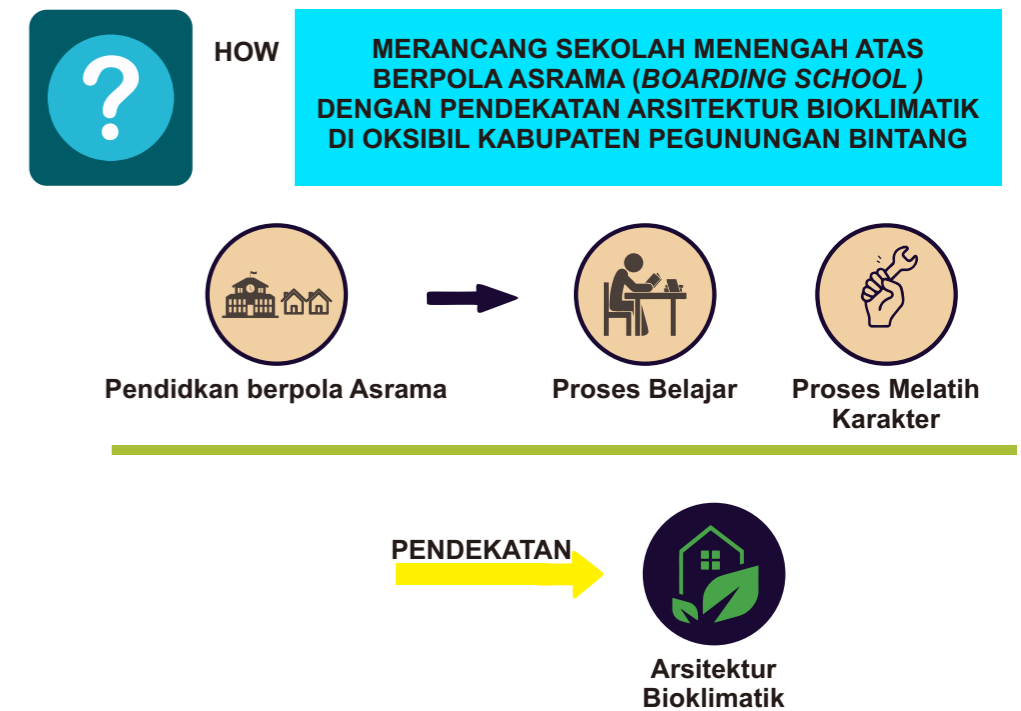 ?
HOW
MERANCANG SEKOLAH MENENGAH ATAS
BERPOLA ASRAMA (BOARDING SCHOOL )
DENGAN PENDEKATAN ARSITEKTUR BIOKLIMATIK
DI OKSIBIL KABUPATEN PEGUNUNGAN BINTANG
Pendidkan berpola Asrama
Proses Belajar
Proses Melatih
Karakter
PENDEKATAN
Arsitektur
Bioklimatik